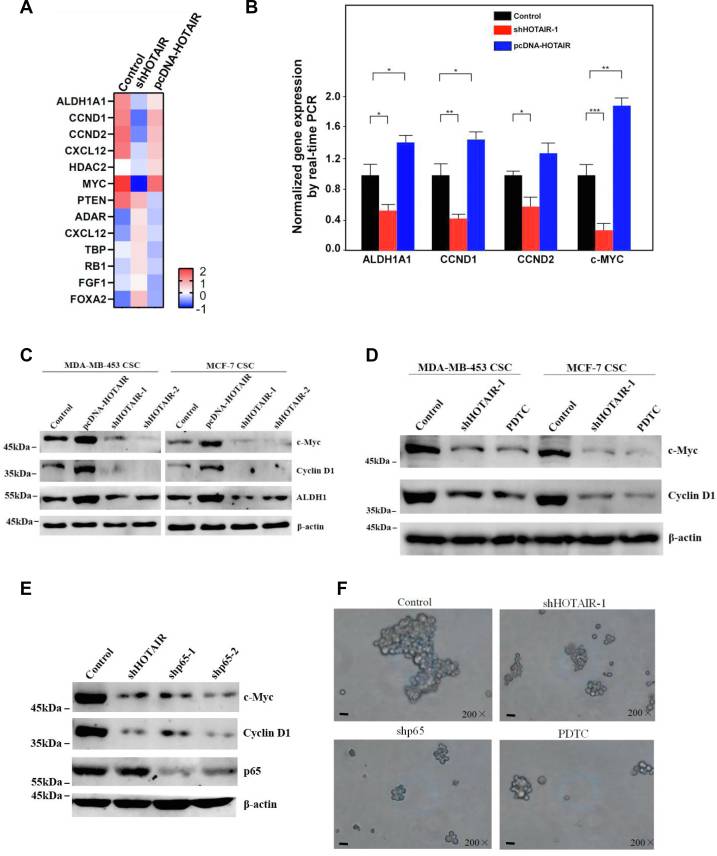 A
Control
shHOTAIR
pcDNA-HOTAIR
ALDH1A1
CCND1
CCND2
CXCL12
HDAC2
MYC
PTEN
ADAR
CXCL12
TBP
RB1
FGF1
FOXA2
2
1
0
-1
B
Control
shHOTAIR-1
pcDNA-HOTAIR
Normalized gene expression
by real-time PCR
2.0
1.6
1.2
0.8
0.4
0.0
* * ** * * *** **
ALDH1A1 CCND1 CCND2 c-MYC
C
MDA-MB-453 CSC MCF-7 CSC
Control pcDNA-HOTAIR shHOTAIR-1 shHOTAIR-2 Control pcDNA-HOTAIR shHOTAIR-1 shHOTAIR-2
45kDa c-Myc
35kDa Cyclin D1
55kDa ALDH1
45kDa β-actin
D
MDA-MB-453 CSC MCF-7 CSC
Control shHOTAIR-1 PDTC Control shHOTAIR-1 PDTC
45kDa c-Myc
35kDa Cyclin D1
45kDa β-actin
E
Control shHOTAIR shp65-1 shp65-2
45kDa c-Myc
35kDa Cyclin D1
55kDa p65
45kDa β-actin
F
Control shHOTAIR-1
200× 200×
shp65 PDTC
200× 200×